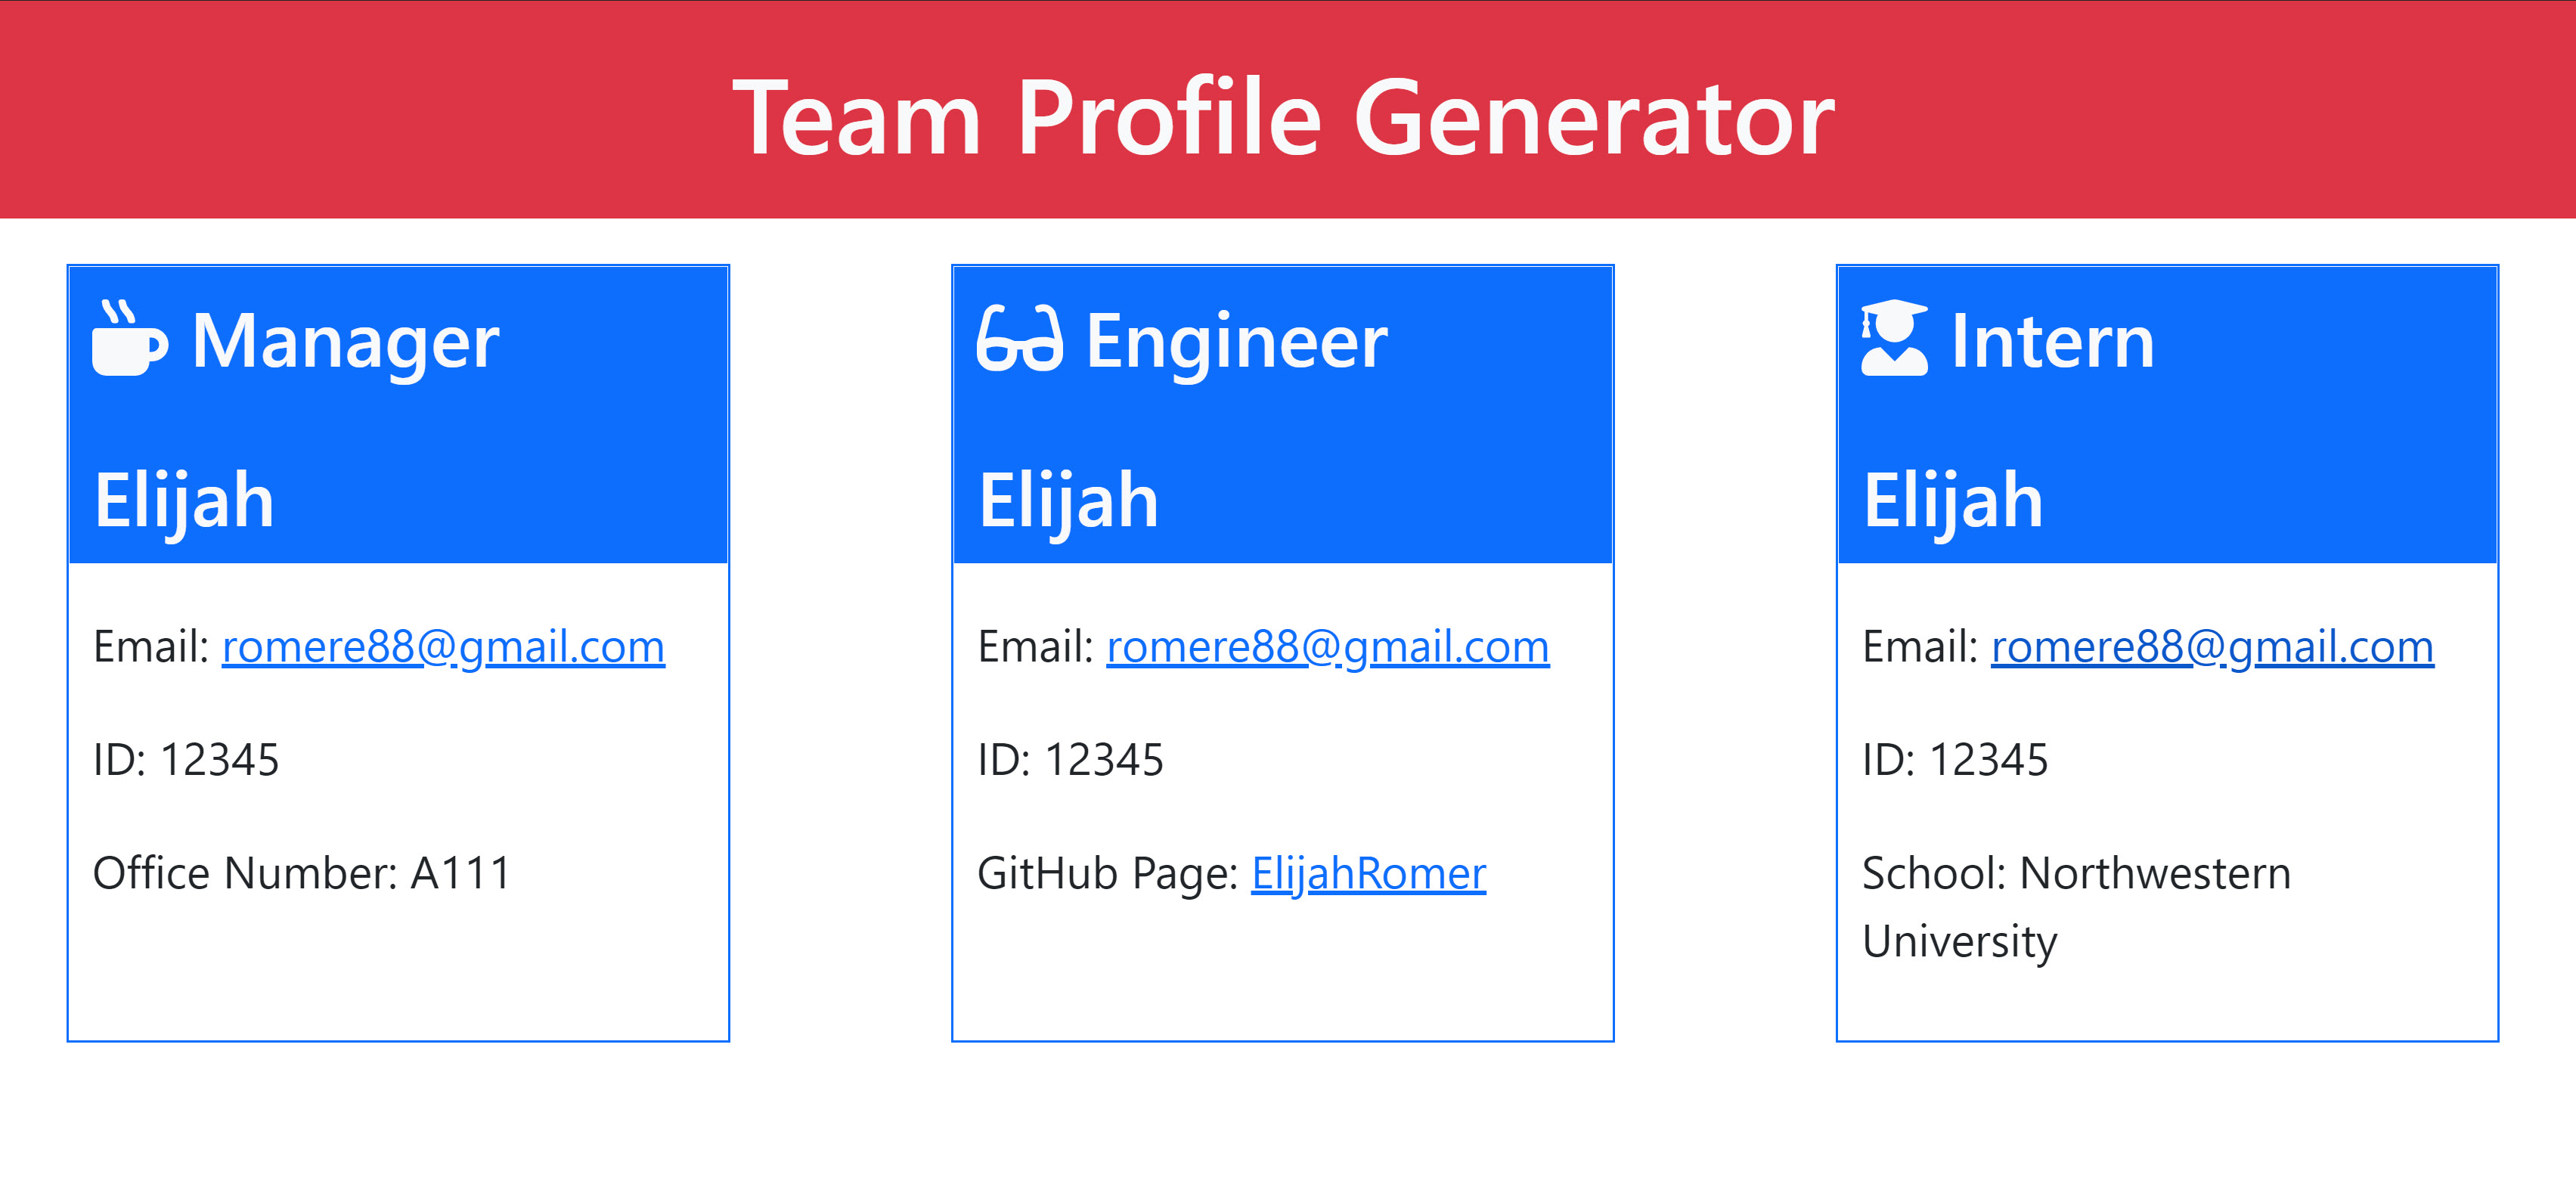 Team Profile Generator
Manager
Elijah
Email: romere88@gmail.com
ID: 12345
Office Number: A111
Engineer
Elijah
Email: romere88@gmail.com
ID: 12345
GitHub Page: ElijahRomer
Intern
Elijah
Email: romere88@gmail.com
ID: 12345
School: Northwestern
University